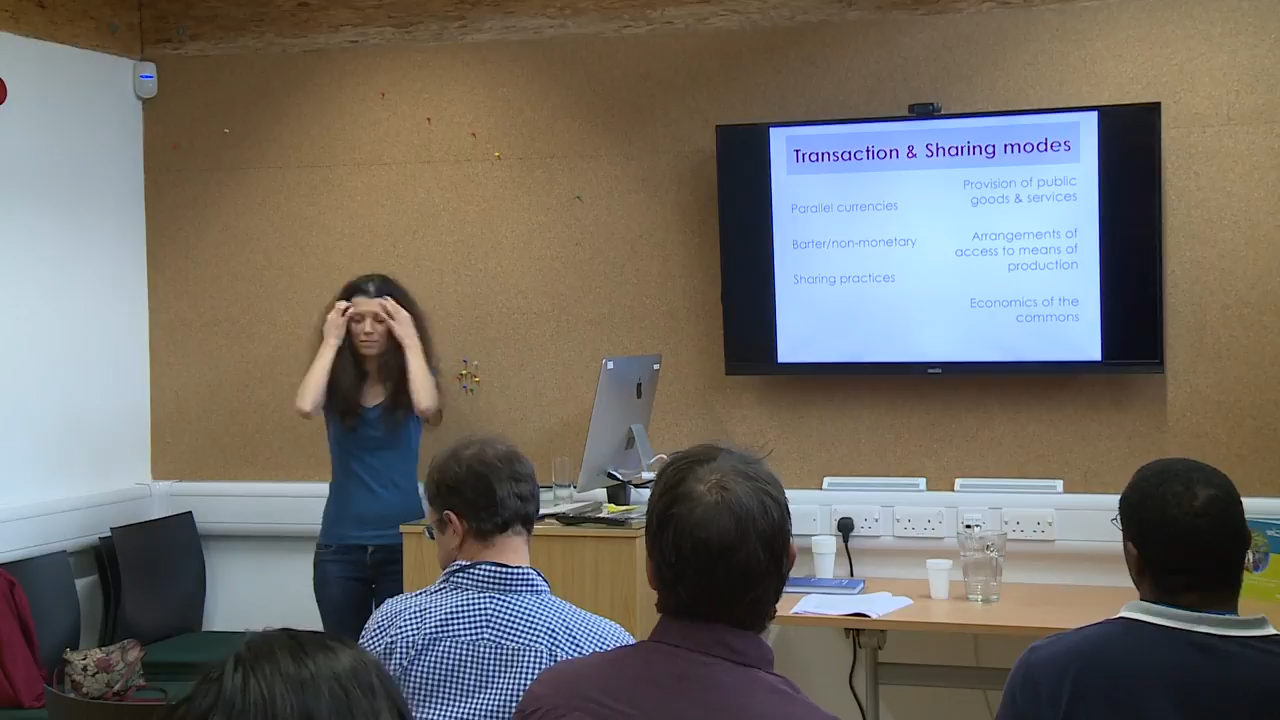 Transaction & Sharing modes
Parallel currencies
Barter/non-monetary
Sharing practices
Provision of public
goods & services
Arrangements of
access to means of
production
Economics of the
commons